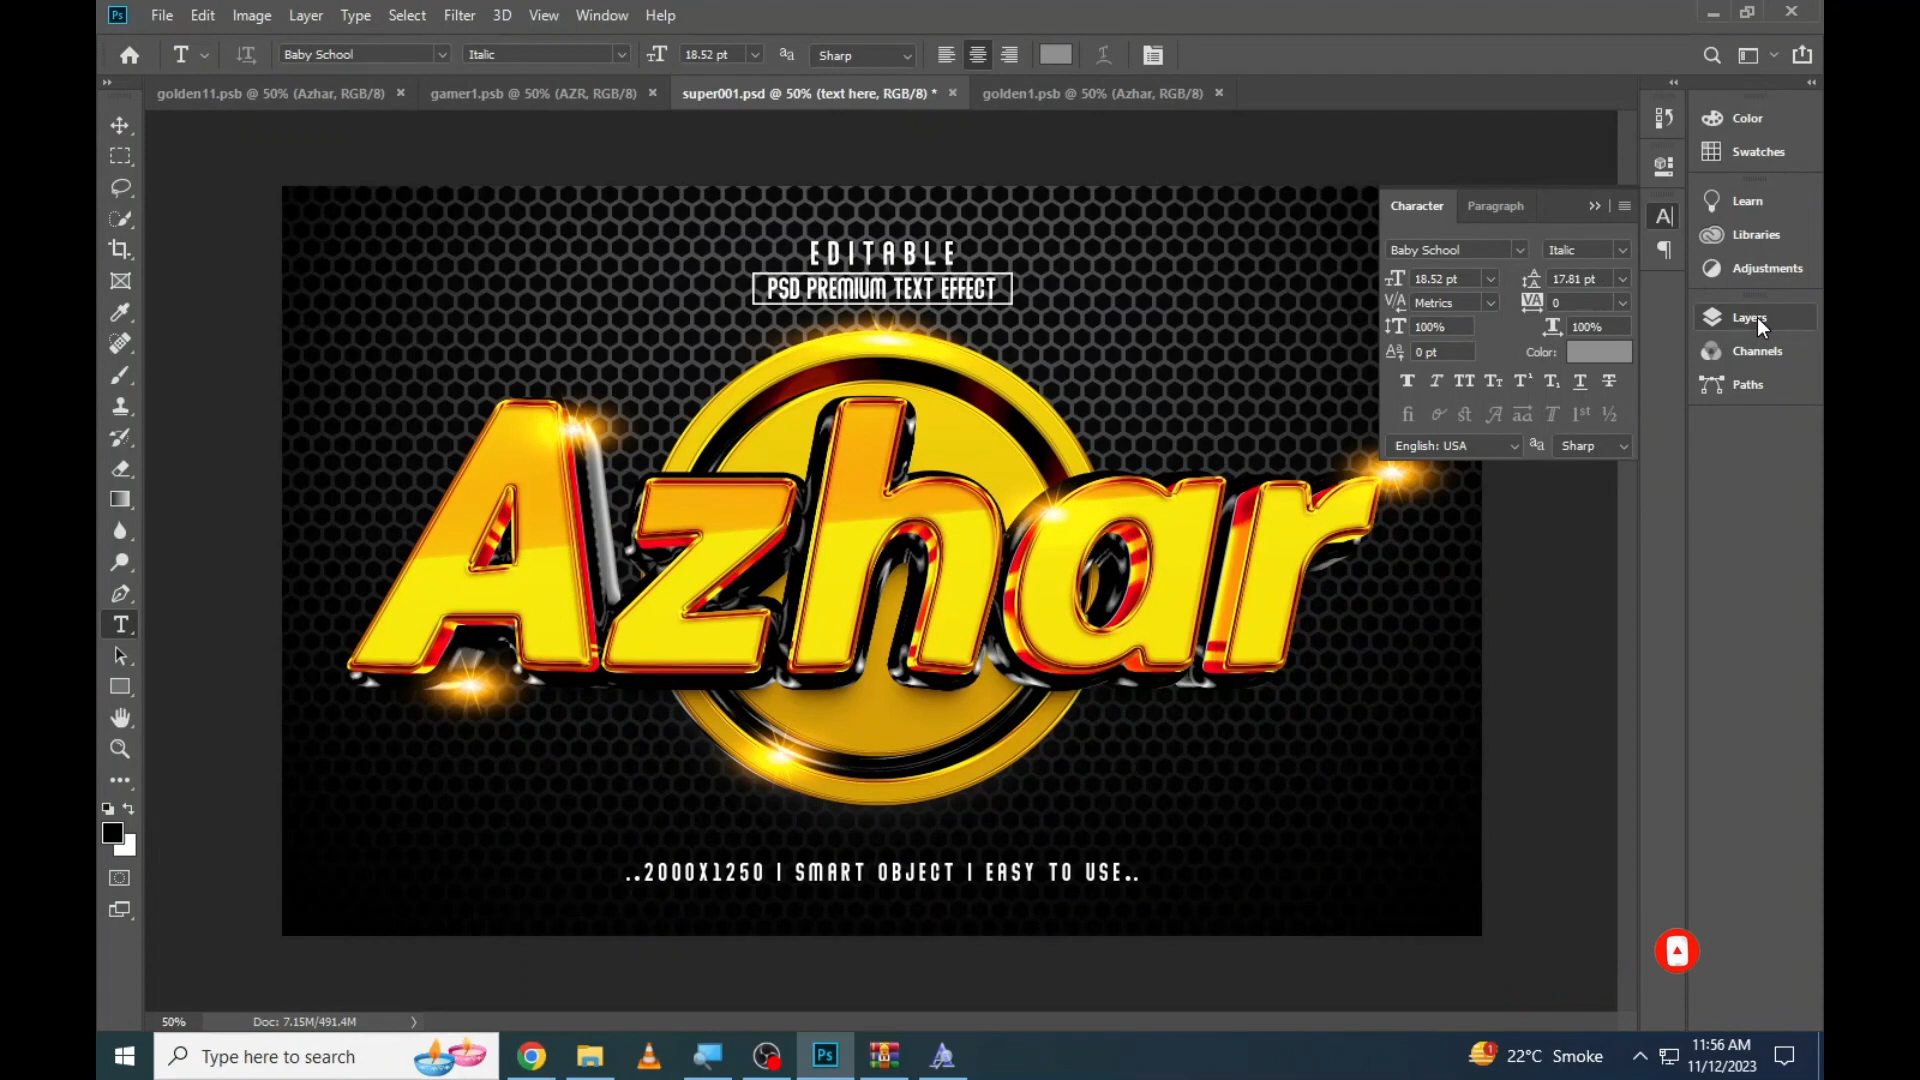 Ps File Edit Image Layer Type Select Filter 3D View Window Help
T Baby School Italic 18.52 pt aa Sharp
golden11.psb @ 50% (Azhar, RGB/8) gamer1.psb @ 50% (AZR, RGB/8) super001.psd @ 50% (text here, RGB/8) * golden1.psb @ 50% (Azhar, RGB/8)
Color
Swatches
Learn
Libraries
Adjustments
Layers
Channels
Paths
Character Paragraph
Baby School Italic
18.52 pt 17.81 pt
Metrics 0
100% 100%
0 pt Color:
English: USA aa Sharp
EDITABLE
PSD PREMIUM TEXT EFFECT
Azhar
..2000X1250 | SMART OBJECT | EASY TO USE..
50% Doc: 7.15M/491.4M
Type here to search
Ps
22°C Smoke
11:56 AM
11/12/2023